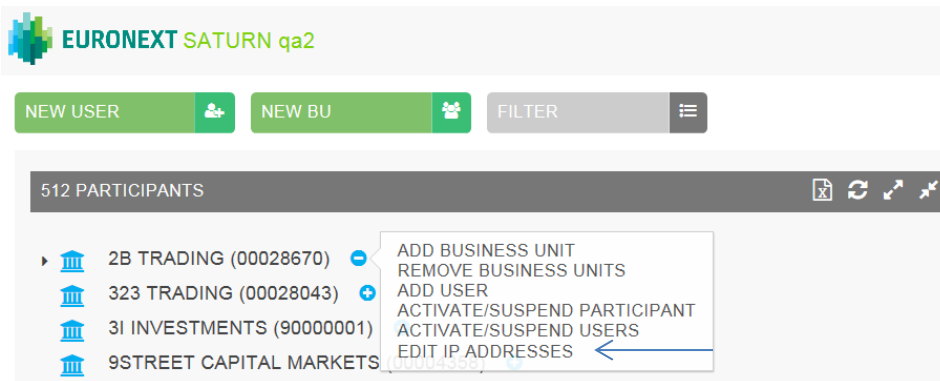 EURONEXT SATURN qa2
NEW USER NEW BU FILTER
512 PARTICIPANTS
2B TRADING (00028670)
323 TRADING (00028043)
3I INVESTMENTS (90000001)
9STREET CAPITAL MARKETS (00004358)
ADD BUSINESS UNIT
REMOVE BUSINESS UNITS
ADD USER
ACTIVATE/SUSPEND PARTICIPANT
ACTIVATE/SUSPEND USERS
EDIT IP ADDRESSES